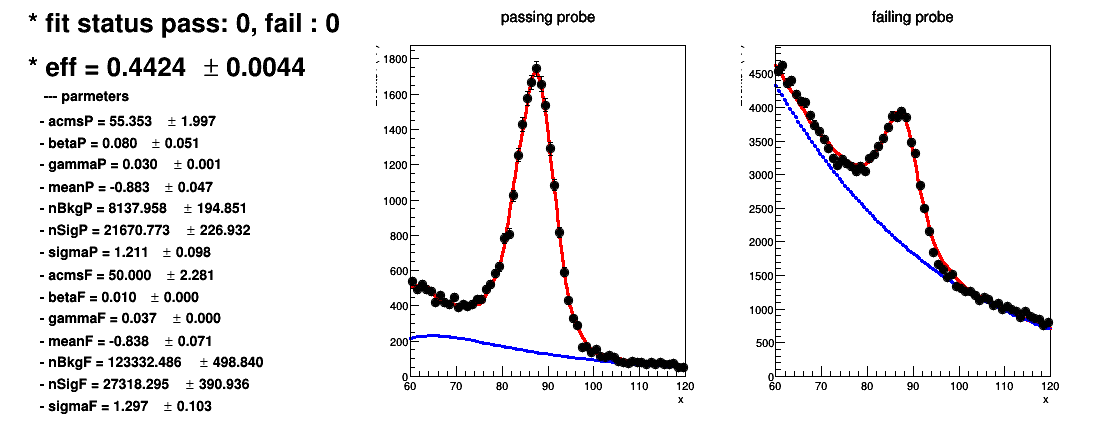 * fit status pass: 0, fail : 0
* eff = 0.4424 ± 0.0044
--- parmeters
- acmsP = 55.353 ± 1.997
- betaP = 0.080 ± 0.051
- gammaP = 0.030 ± 0.001
- meanP = -0.883 ± 0.047
- nBkgP = 8137.958 ± 194.851
- nSigP = 21670.773 ± 226.932
- sigmaP = 1.211 ± 0.098
- acmsF = 50.000 ± 2.281
- betaF = 0.010 ± 0.000
- gammaF = 0.037 ± 0.000
- meanF = -0.838 ± 0.071
- nBkgF = 123332.486 ± 498.840
- nSigF = 27318.295 ± 390.936
- sigmaF = 1.297 ± 0.103
passing probe
1800
1600
1400
1200
1000
800
600
400
200
0
60 70 80 90 100 110 120
x
failing probe
4500
4000
3500
3000
2500
2000
1500
1000
500
0
60 70 80 90 100 110 120
x